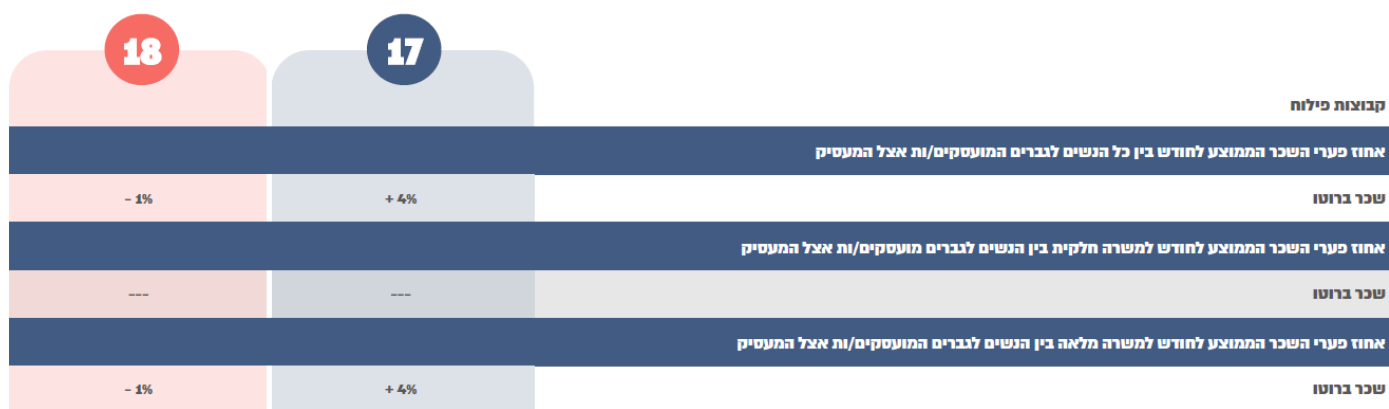 קבוצות פילוח 17 18
אחוז פערי השכר הממוצע לחודש בין כל הנשים לגברים המועסקים/ות אצל המעסיק
שכר ברוטו + 4% - 1%
אחוז פערי השכר הממוצע לחודש למשרה חלקית בין הנשים לגברים מועסקים/ות אצל המעסיק
שכר ברוטו --- ---
אחוז פערי השכר הממוצע לחודש למשרה מלאה בין הנשים לגברים המועסקים/ות אצל המעסיק
שכר ברוטו + 4% - 1%